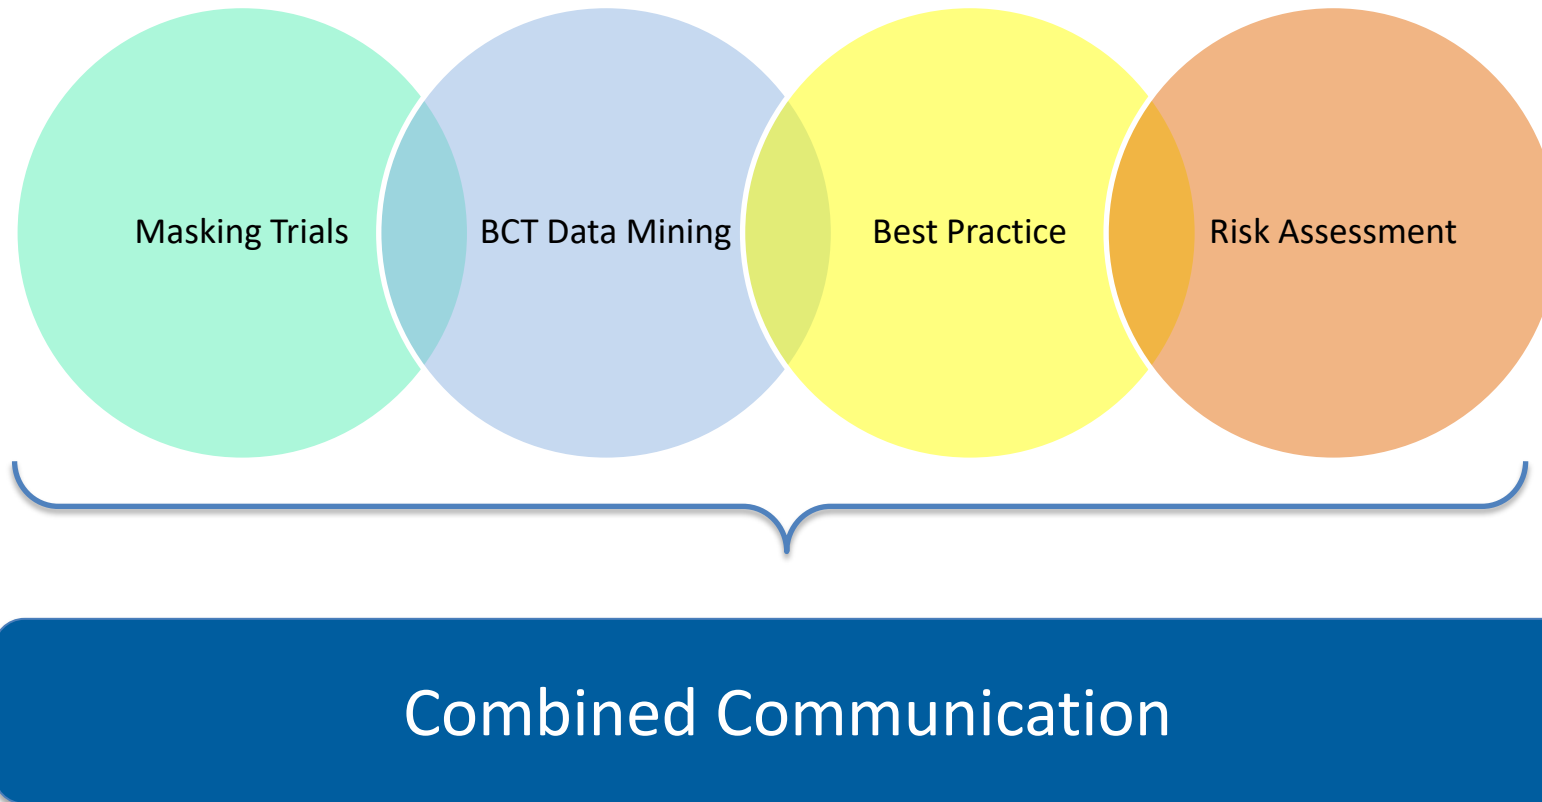 Masking Trials
BCT Data Mining
Best Practice
Risk Assessment
Combined Communication